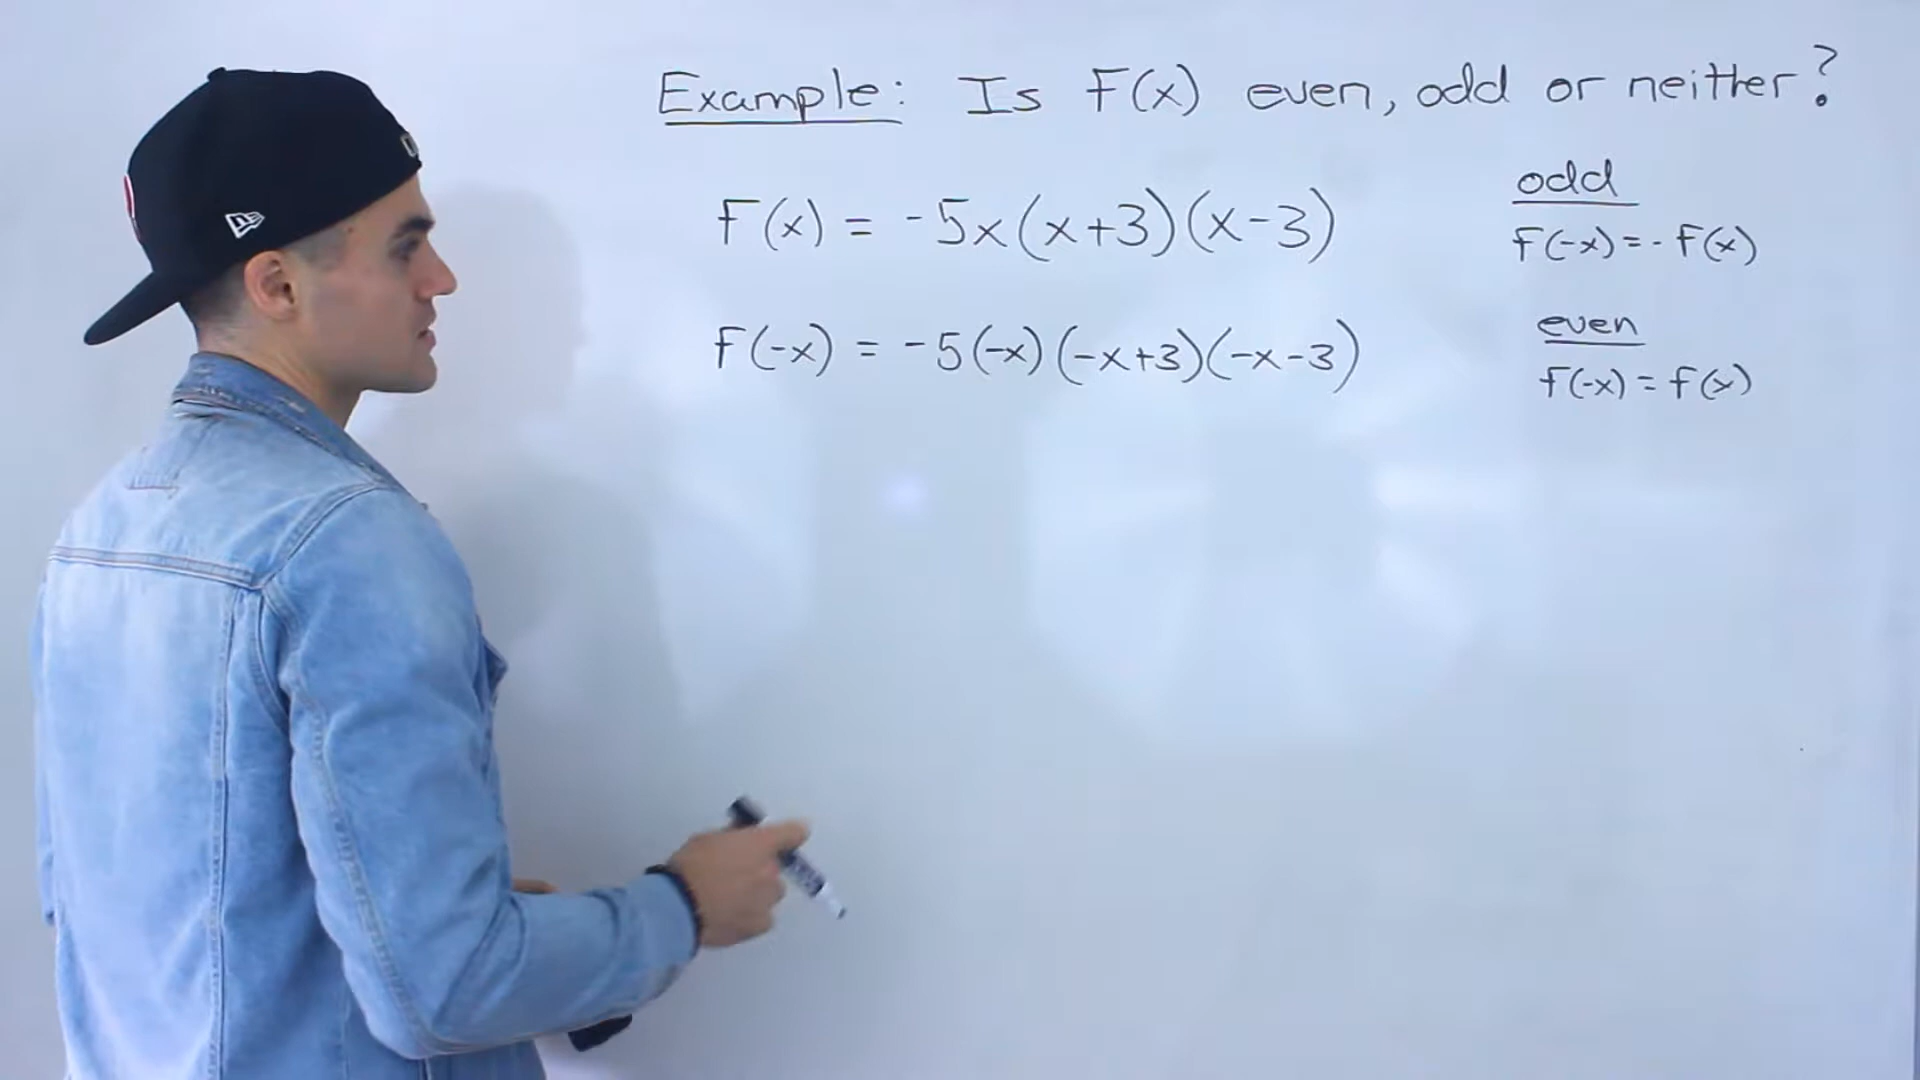 Example: Is F(x) even, odd or neither?
F(x) = -5x(x+3)(x-3)
F(-x) = -5(-x)(-x+3)(-x-3)
odd
F(-x) = - F(x)
even
F(-x) = F(x)